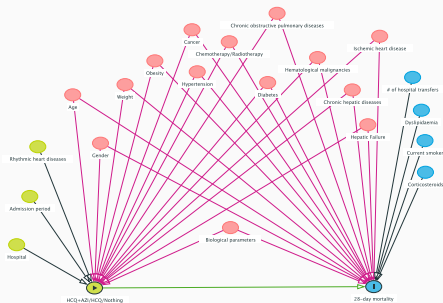 Chronic obstructive pulmonary diseases
Cancer
Ischemic heart disease
Chemotherapy/Radiotherapy
Hematological malignancies
Obesity
Hypertension
# of hospital transfers
Weight
Diabetes
Chronic hepatic diseases
Age
Dyslipidaemia
Hepatic Failure
Gender
Current smoker
Rhythmic heart diseases
Corticosteroids
Admission period
Biological parameters
Hospital
HCQ+AZI/HCQ/Nothing
28-day mortality